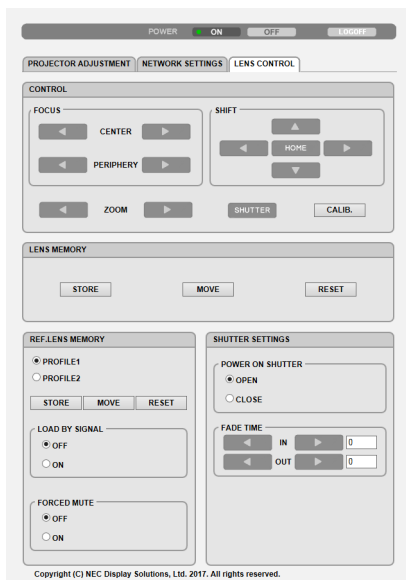 POWER ON OFF LOGOFF
PROJECTOR ADJUSTMENT NETWORK SETTINGS LENS CONTROL
CONTROL
FOCUS
CENTER
PERIPHERY
SHIFT
HOME
ZOOM SHUTTER CALIB.
LENS MEMORY
STORE MOVE RESET
REF.LENS MEMORY
PROFILE1
PROFILE2
STORE MOVE RESET
LOAD BY SIGNAL
OFF
ON
FORCED MUTE
OFF
ON
SHUTTER SETTINGS
POWER ON SHUTTER
OPEN
CLOSE
FADE TIME
IN 0
OUT 0
Copyright (C) NEC Display Solutions, Ltd. 2017. All rights reserved.